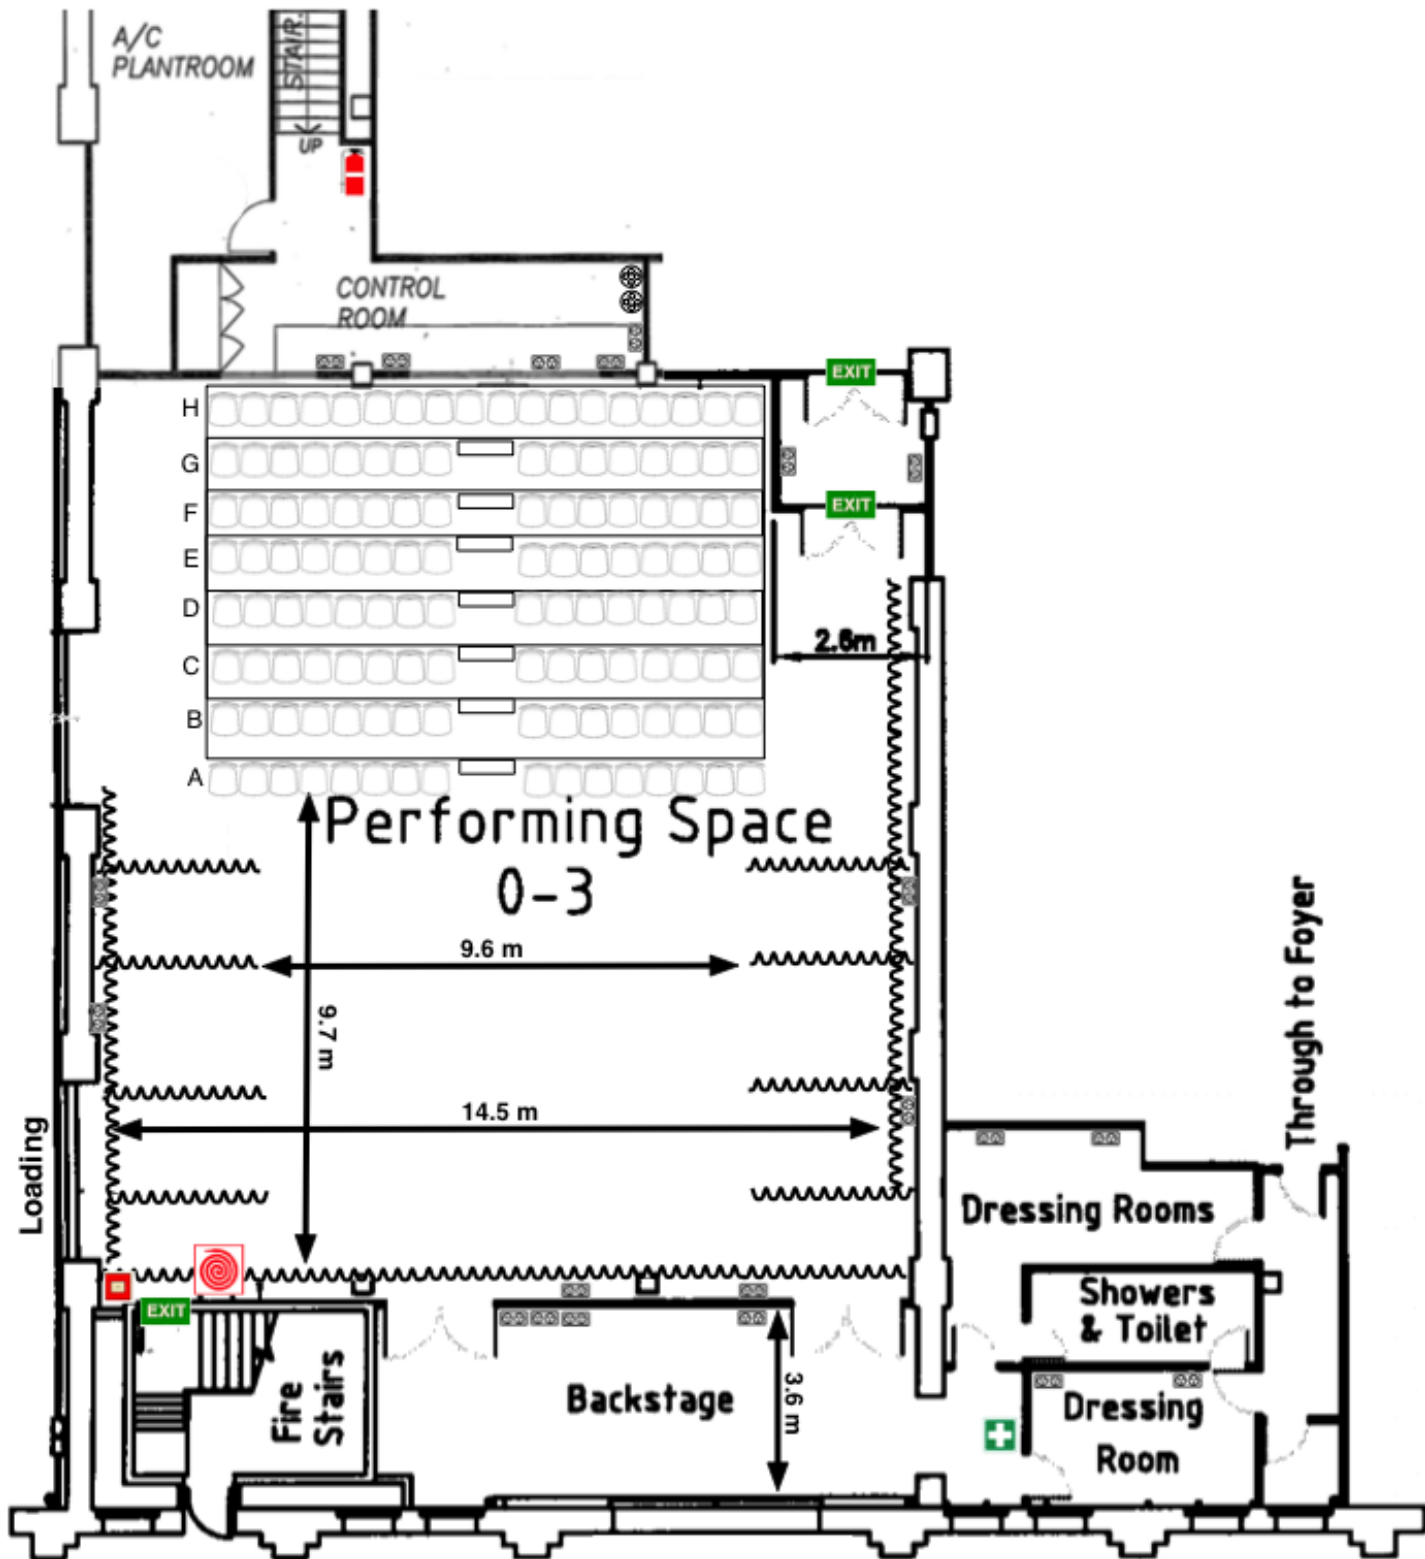 A/C
PLANTROOM
STAIR.
UP
CONTROL
ROOM
EXIT
H
G
EXIT
F
E
D
2.6m
C
B
A
Performing Space
0-3
9.6 m
9.7 m
14.5 m
Through to Foyer
Loading
Dressing Rooms
Showers
& Toilet
EXIT
Fire
Stairs
Backstage
3.6 m
Dressing
Room